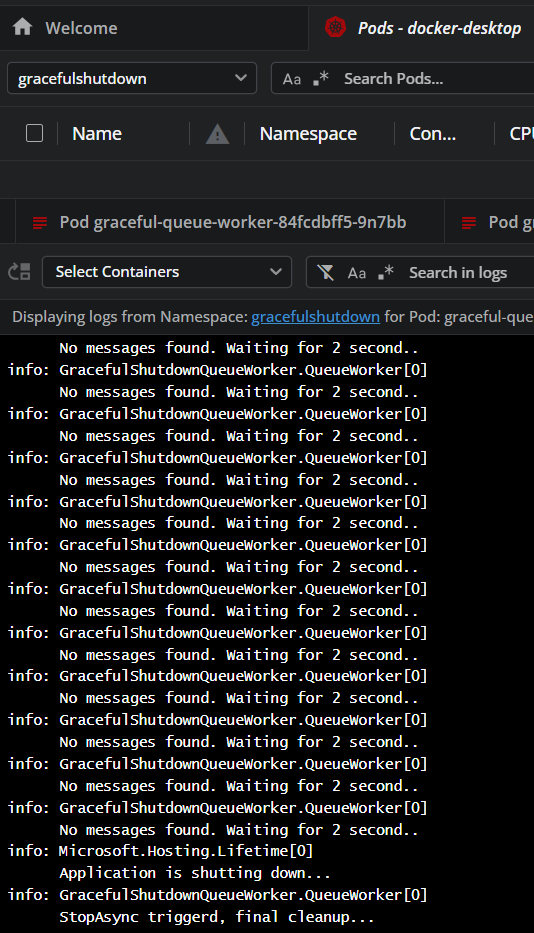 Welcome
Pods - docker-desktop
gracefulshutdown
Aa .* Search Pods...
Name
Namespace
Con...
CPU
Pod graceful-queue-worker-84fcdbff5-9n7bb
Pod gr
Select Containers
Aa .* Search in logs
Displaying logs from Namespace: gracefulshutdown for Pod: graceful-que
No messages found. Waiting for 2 second..
info: GracefulShutdownQueueWorker.QueueWorker[0]
No messages found. Waiting for 2 second..
info: GracefulShutdownQueueWorker.QueueWorker[0]
No messages found. Waiting for 2 second..
info: GracefulShutdownQueueWorker.QueueWorker[0]
No messages found. Waiting for 2 second..
info: GracefulShutdownQueueWorker.QueueWorker[0]
No messages found. Waiting for 2 second..
info: GracefulShutdownQueueWorker.QueueWorker[0]
No messages found. Waiting for 2 second..
info: GracefulShutdownQueueWorker.QueueWorker[0]
No messages found. Waiting for 2 second..
info: GracefulShutdownQueueWorker.QueueWorker[0]
No messages found. Waiting for 2 second..
info: GracefulShutdownQueueWorker.QueueWorker[0]
No messages found. Waiting for 2 second..
info: GracefulShutdownQueueWorker.QueueWorker[0]
No messages found. Waiting for 2 second..
info: GracefulShutdownQueueWorker.QueueWorker[0]
No messages found. Waiting for 2 second..
info: GracefulShutdownQueueWorker.QueueWorker[0]
No messages found. Waiting for 2 second..
info: Microsoft.Hosting.Lifetime[0]
Application is shutting down...
info: GracefulShutdownQueueWorker.QueueWorker[0]
StopAsync triggerd, final cleanup...